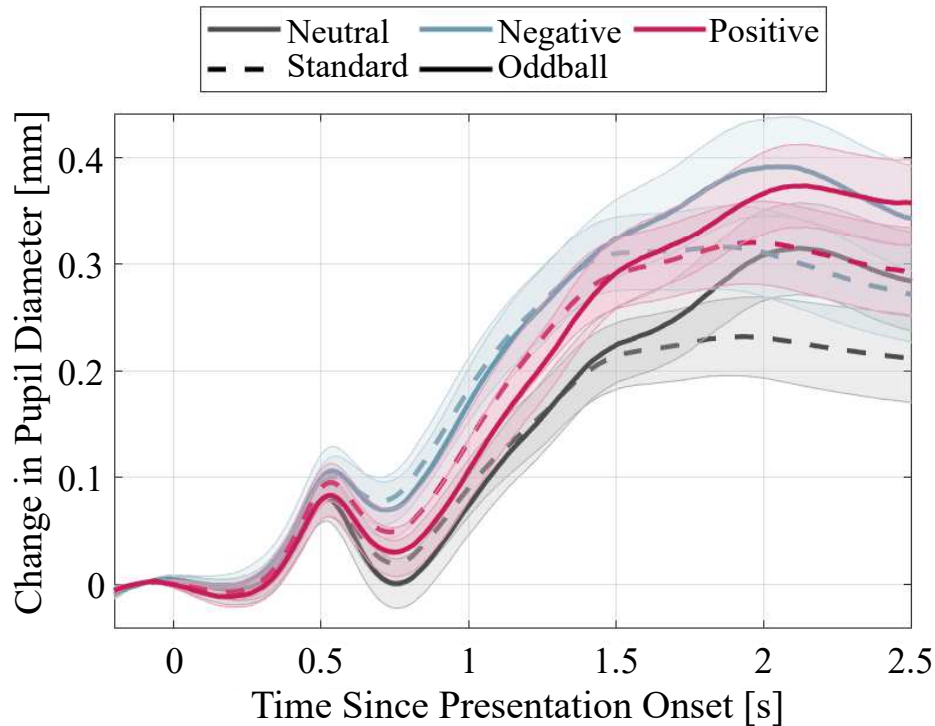 Neutral Negative Positive
Standard Oddball
Change in Pupil Diameter [mm]
0.4
0.3
0.2
0.1
0
0 0.5 1 1.5 2 2.5
Time Since Presentation Onset [s]